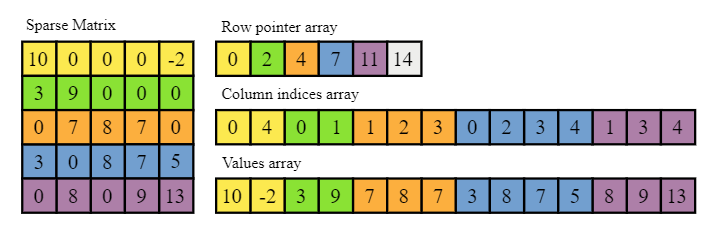 Sparse Matrix
10 0 0 0 -2
3 9 0 0 0
0 7 8 7 0
3 0 8 7 5
0 8 0 9 13
Row pointer array
0 2 4 7 11 14
Column indices array
0 4 0 1 1 2 3 0 2 3 4 1 3 4
Values array
10 -2 3 9 7 8 7 3 8 7 5 8 9 13